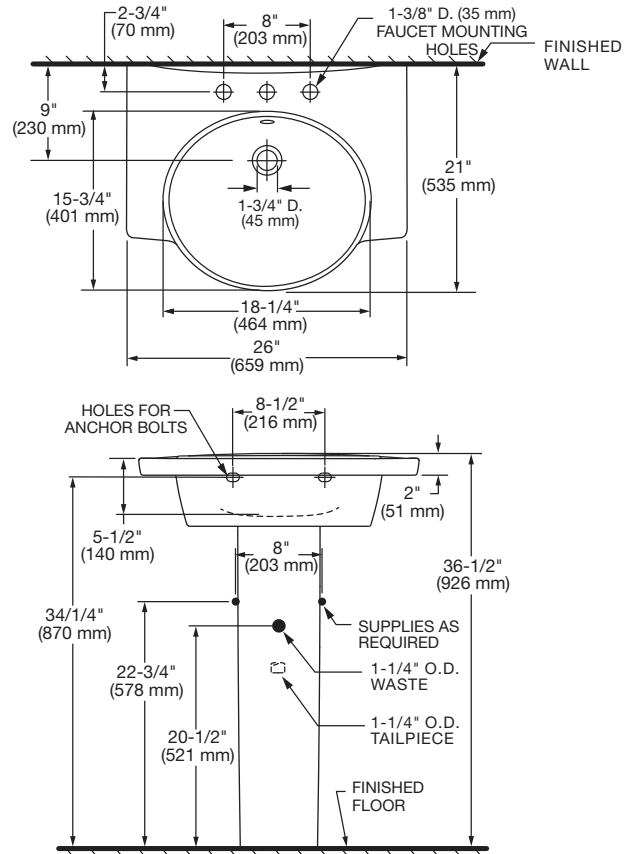 2-3/4"
(70 mm)
8"
(203 mm)
1-3/8" D. (35 mm)
FAUCET MOUNTING
HOLES
FINISHED
WALL
9"
(230 mm)
21"
(535 mm)
15-3/4"
(401 mm)
1-3/4" D.
(45 mm)
18-1/4"
(464 mm)
26"
(659 mm)
HOLES FOR
ANCHOR BOLTS
8-1/2"
(216 mm)
2"
(51 mm)
5-1/2"
(140 mm)
8"
(203 mm)
36-1/2"
(926 mm)
34/1/4"
(870 mm)
SUPPLIES AS
REQUIRED
22-3/4"
(578 mm)
1-1/4" O.D.
WASTE
20-1/2"
(521 mm)
1-1/4" O.D.
TAILPIECE
FINISHED
FLOOR